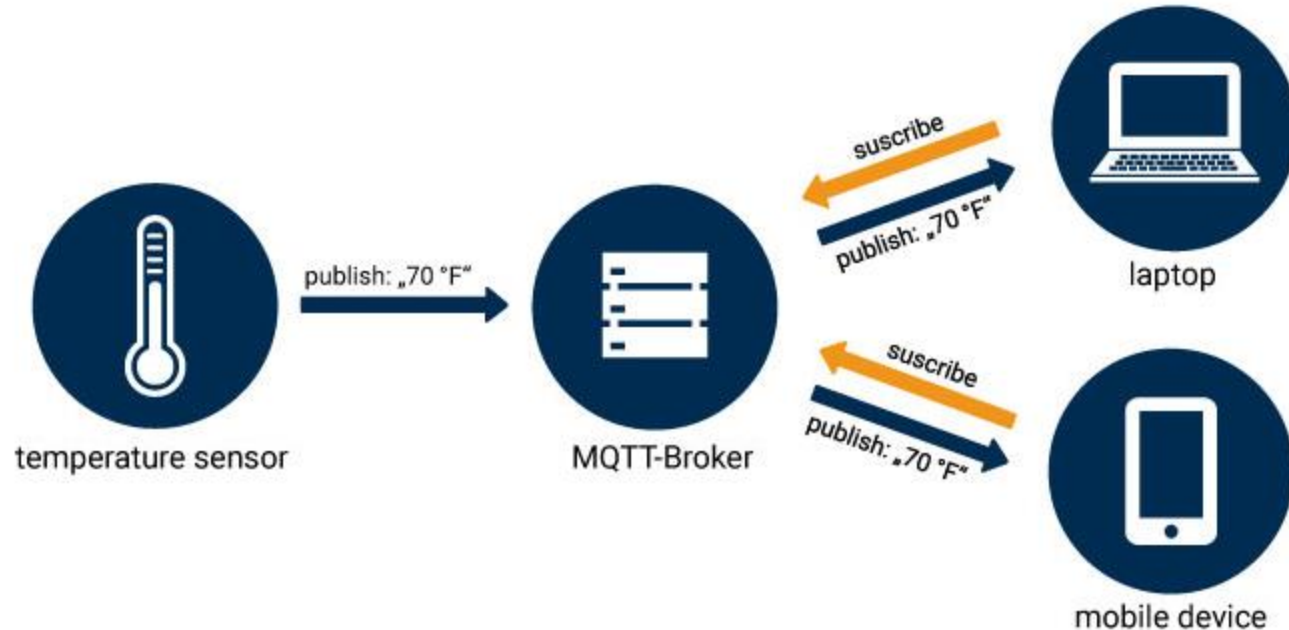 suscribe
publish: „70 °F“
laptop
publish: „70 °F“
temperature sensor
MQTT-Broker
suscribe
publish: „70 °F“
mobile device